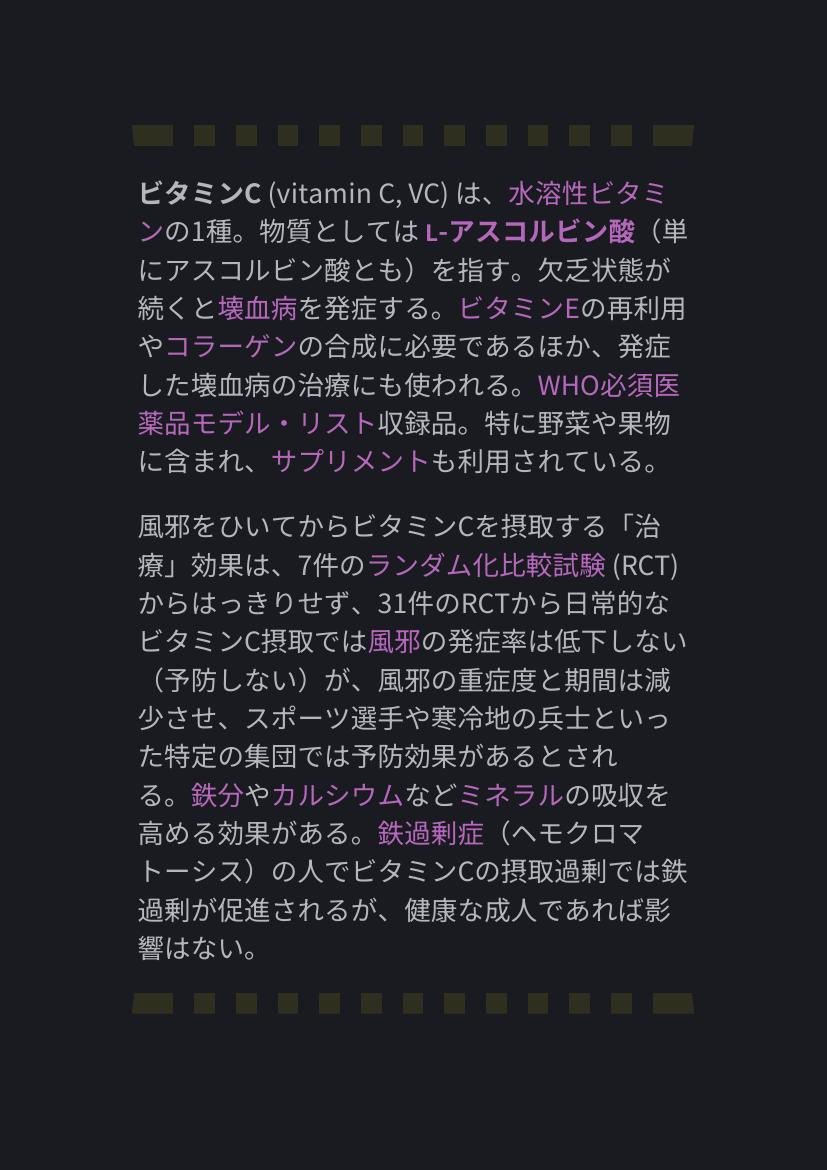 ビタミンC (vitamin C, VC) は、水溶性ビタミ
ンの1種。物質としては L-アスコルビン酸（単
にアスコルビン酸とも）を指す。欠乏状態が
続くと壊血病を発症する。ビタミンEの再利用
やコラーゲンの合成に必要であるほか、発症
した壊血病の治療にも使われる。WHO必須医
薬品モデル・リスト収録品。特に野菜や果物
に含まれ、サプリメントも利用されている。
風邪をひいてからビタミンCを摂取する「治
療」効果は、7件のランダム化比較試験 (RCT)
からはっきりせず、31件のRCTから日常的な
ビタミンC摂取では風邪の発症率は低下しない
（予防しない）が、風邪の重症度と期間は減
少させ、スポーツ選手や寒冷地の兵士といっ
た特定の集団では予防効果があるとされ
る。鉄分やカルシウムなどミネラルの吸収を
高める効果がある。鉄過剰症（ヘモクロマ
トーシス）の人でビタミンCの摂取過剰では鉄
過剰が促進されるが、健康な成人であれば影
響はない。